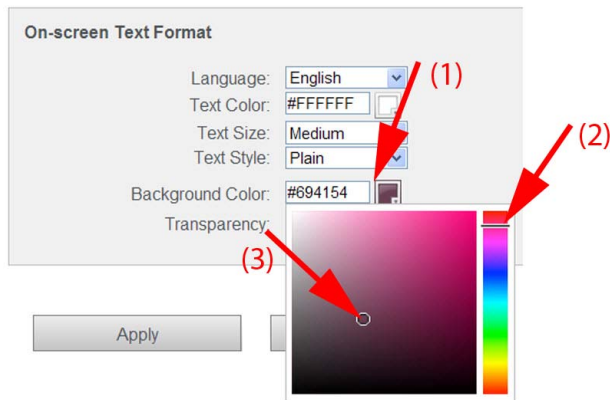 On-screen Text Format
Language: English
(1)
Text Color: #FFFFFF
Text Size: Medium
(2)
Text Style: Plain
Background Color: #694154
Transparency:
(3)
Apply